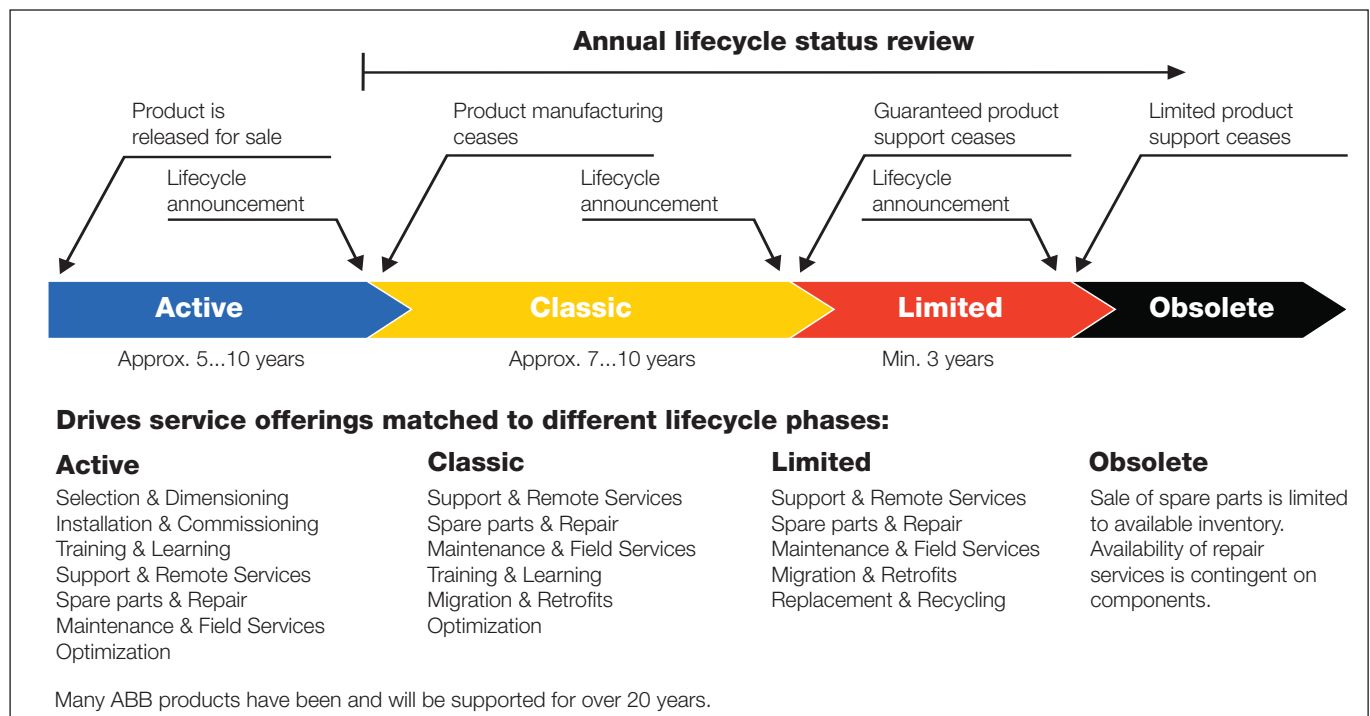 Annual lifecycle status review
Product is
released for sale
Product manufacturing
ceases
Guaranteed product
support ceases
Limited product
support ceases
Lifecycle
announcement
Lifecycle
announcement
Lifecycle
announcement
Active
Classic
Limited
Obsolete
Approx. 5...10 years
Approx. 7...10 years
Min. 3 years
Drives service offerings matched to different lifecycle phases:
Active
Selection & Dimensioning
Installation & Commissioning
Training & Learning
Support & Remote Services
Spare parts & Repair
Maintenance & Field Services
Optimization
Classic
Support & Remote Services
Spare parts & Repair
Maintenance & Field Services
Training & Learning
Migration & Retrofits
Optimization
Limited
Support & Remote Services
Spare parts & Repair
Maintenance & Field Services
Migration & Retrofits
Replacement & Recycling
Obsolete
Sale of spare parts is limited
to available inventory.
Availability of repair
services is contingent on
components.
Many ABB products have been and will be supported for over 20 years.